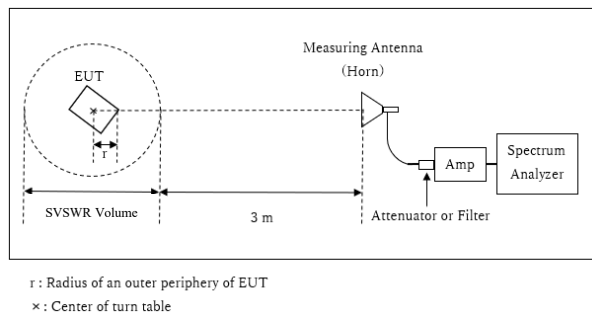 Measuring Antenna
(Horn)
EUT
×
r
Amp
Spectrum
Analyzer
SVSWR Volume
3 m
Attenuator or Filter
r : Radius of an outer periphery of EUT
× : Center of turn table